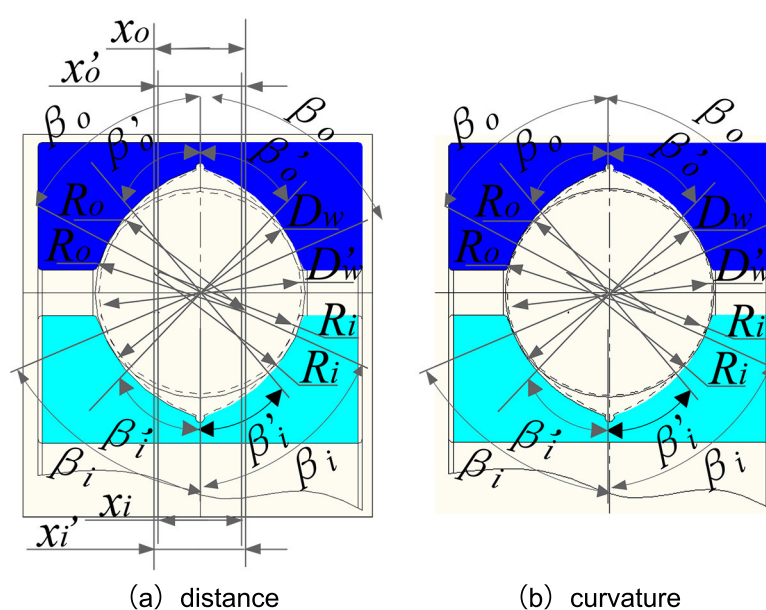 xo
x'o
βo
βo
β'o
β'o
Ro
Dw
Ro
D'w
Ri
Ri
βi'
β'i
βi
βi
xi
xi'
(a) distance
βo
βo
βo
β'o
Ro
Dw
Ro
D'w
Ri
Ri
βi'
β'i
βi
βi
(b) curvature